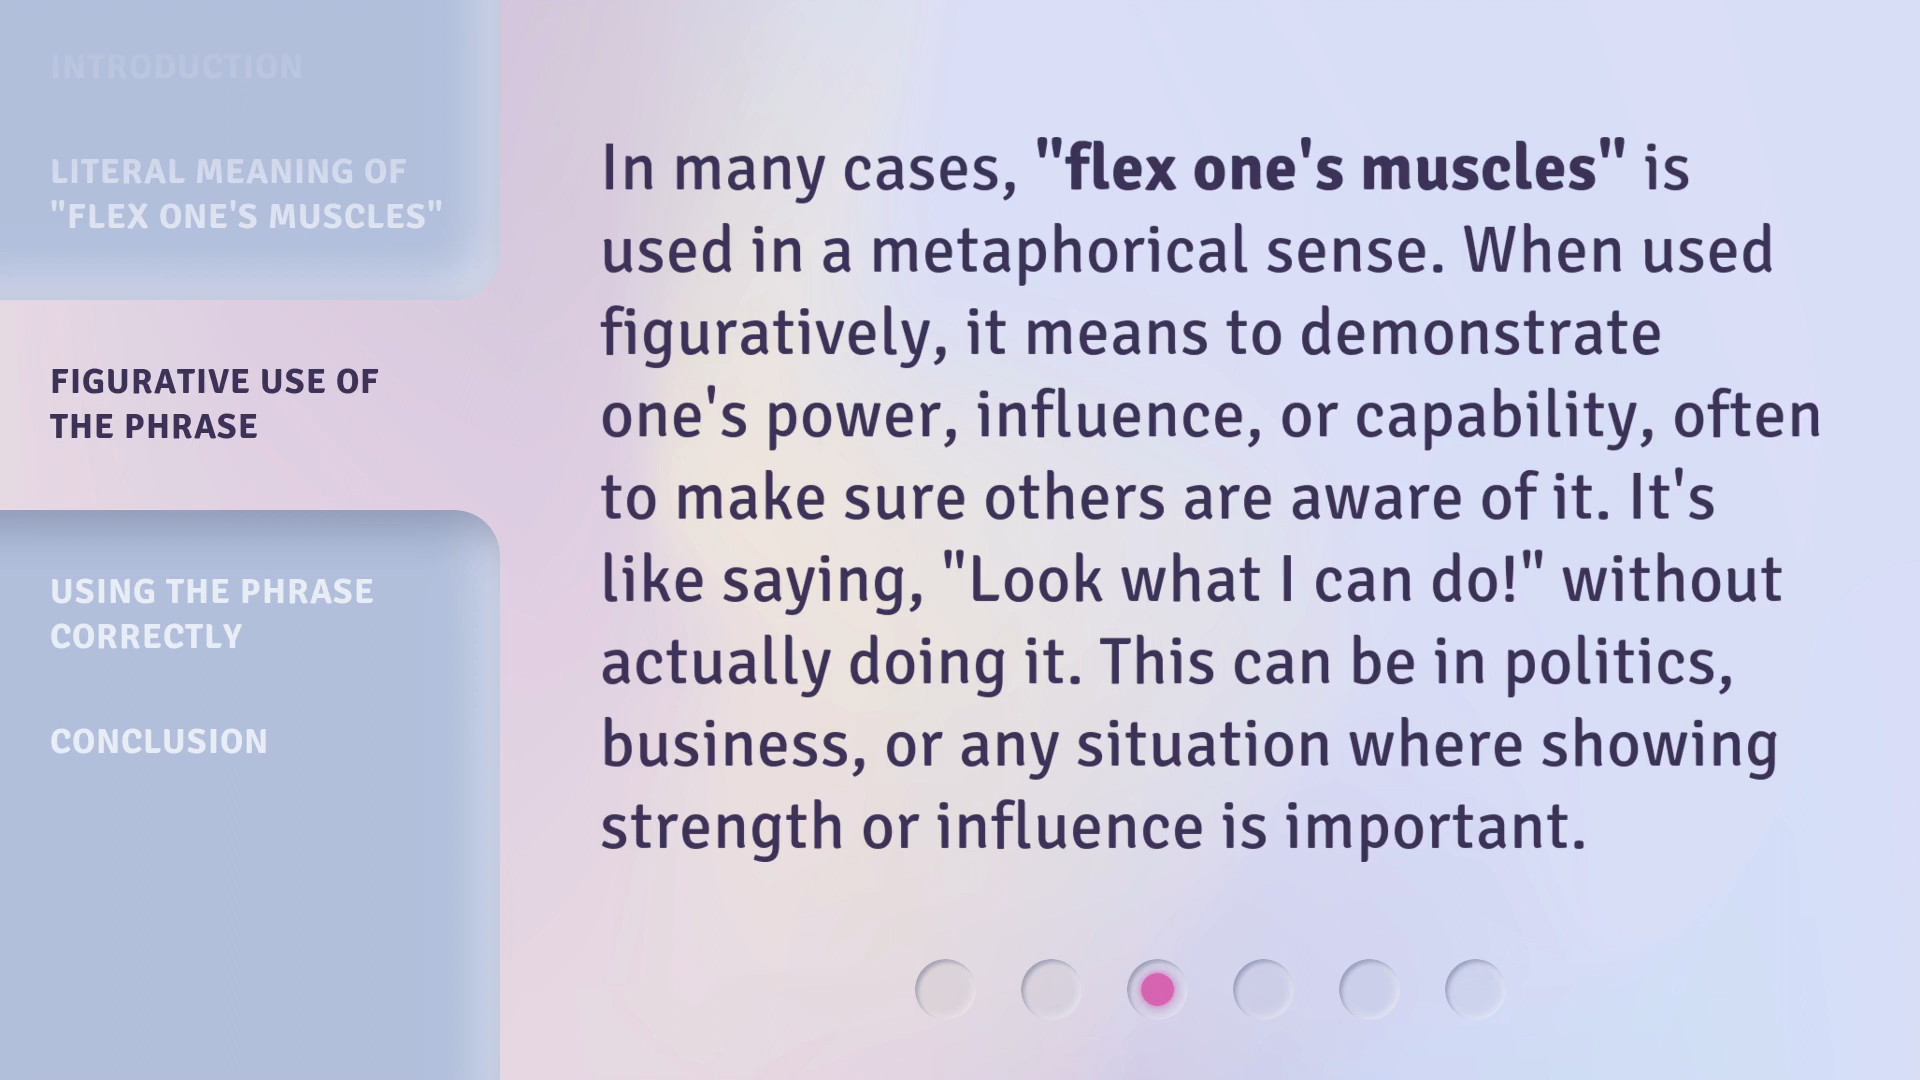 INTRODUCTION
LITERAL MEANING OF
"FLEX ONE'S MUSCLES"
FIGURATIVE USE OF
THE PHRASE
USING THE PHRASE
CORRECTLY
CONCLUSION
In many cases, "flex one's muscles" is
used in a metaphorical sense. When used
figuratively, it means to demonstrate
one's power, influence, or capability, often
to make sure others are aware of it. It's
like saying, "Look what I can do!" without
actually doing it. This can be in politics,
business, or any situation where showing
strength or influence is important.